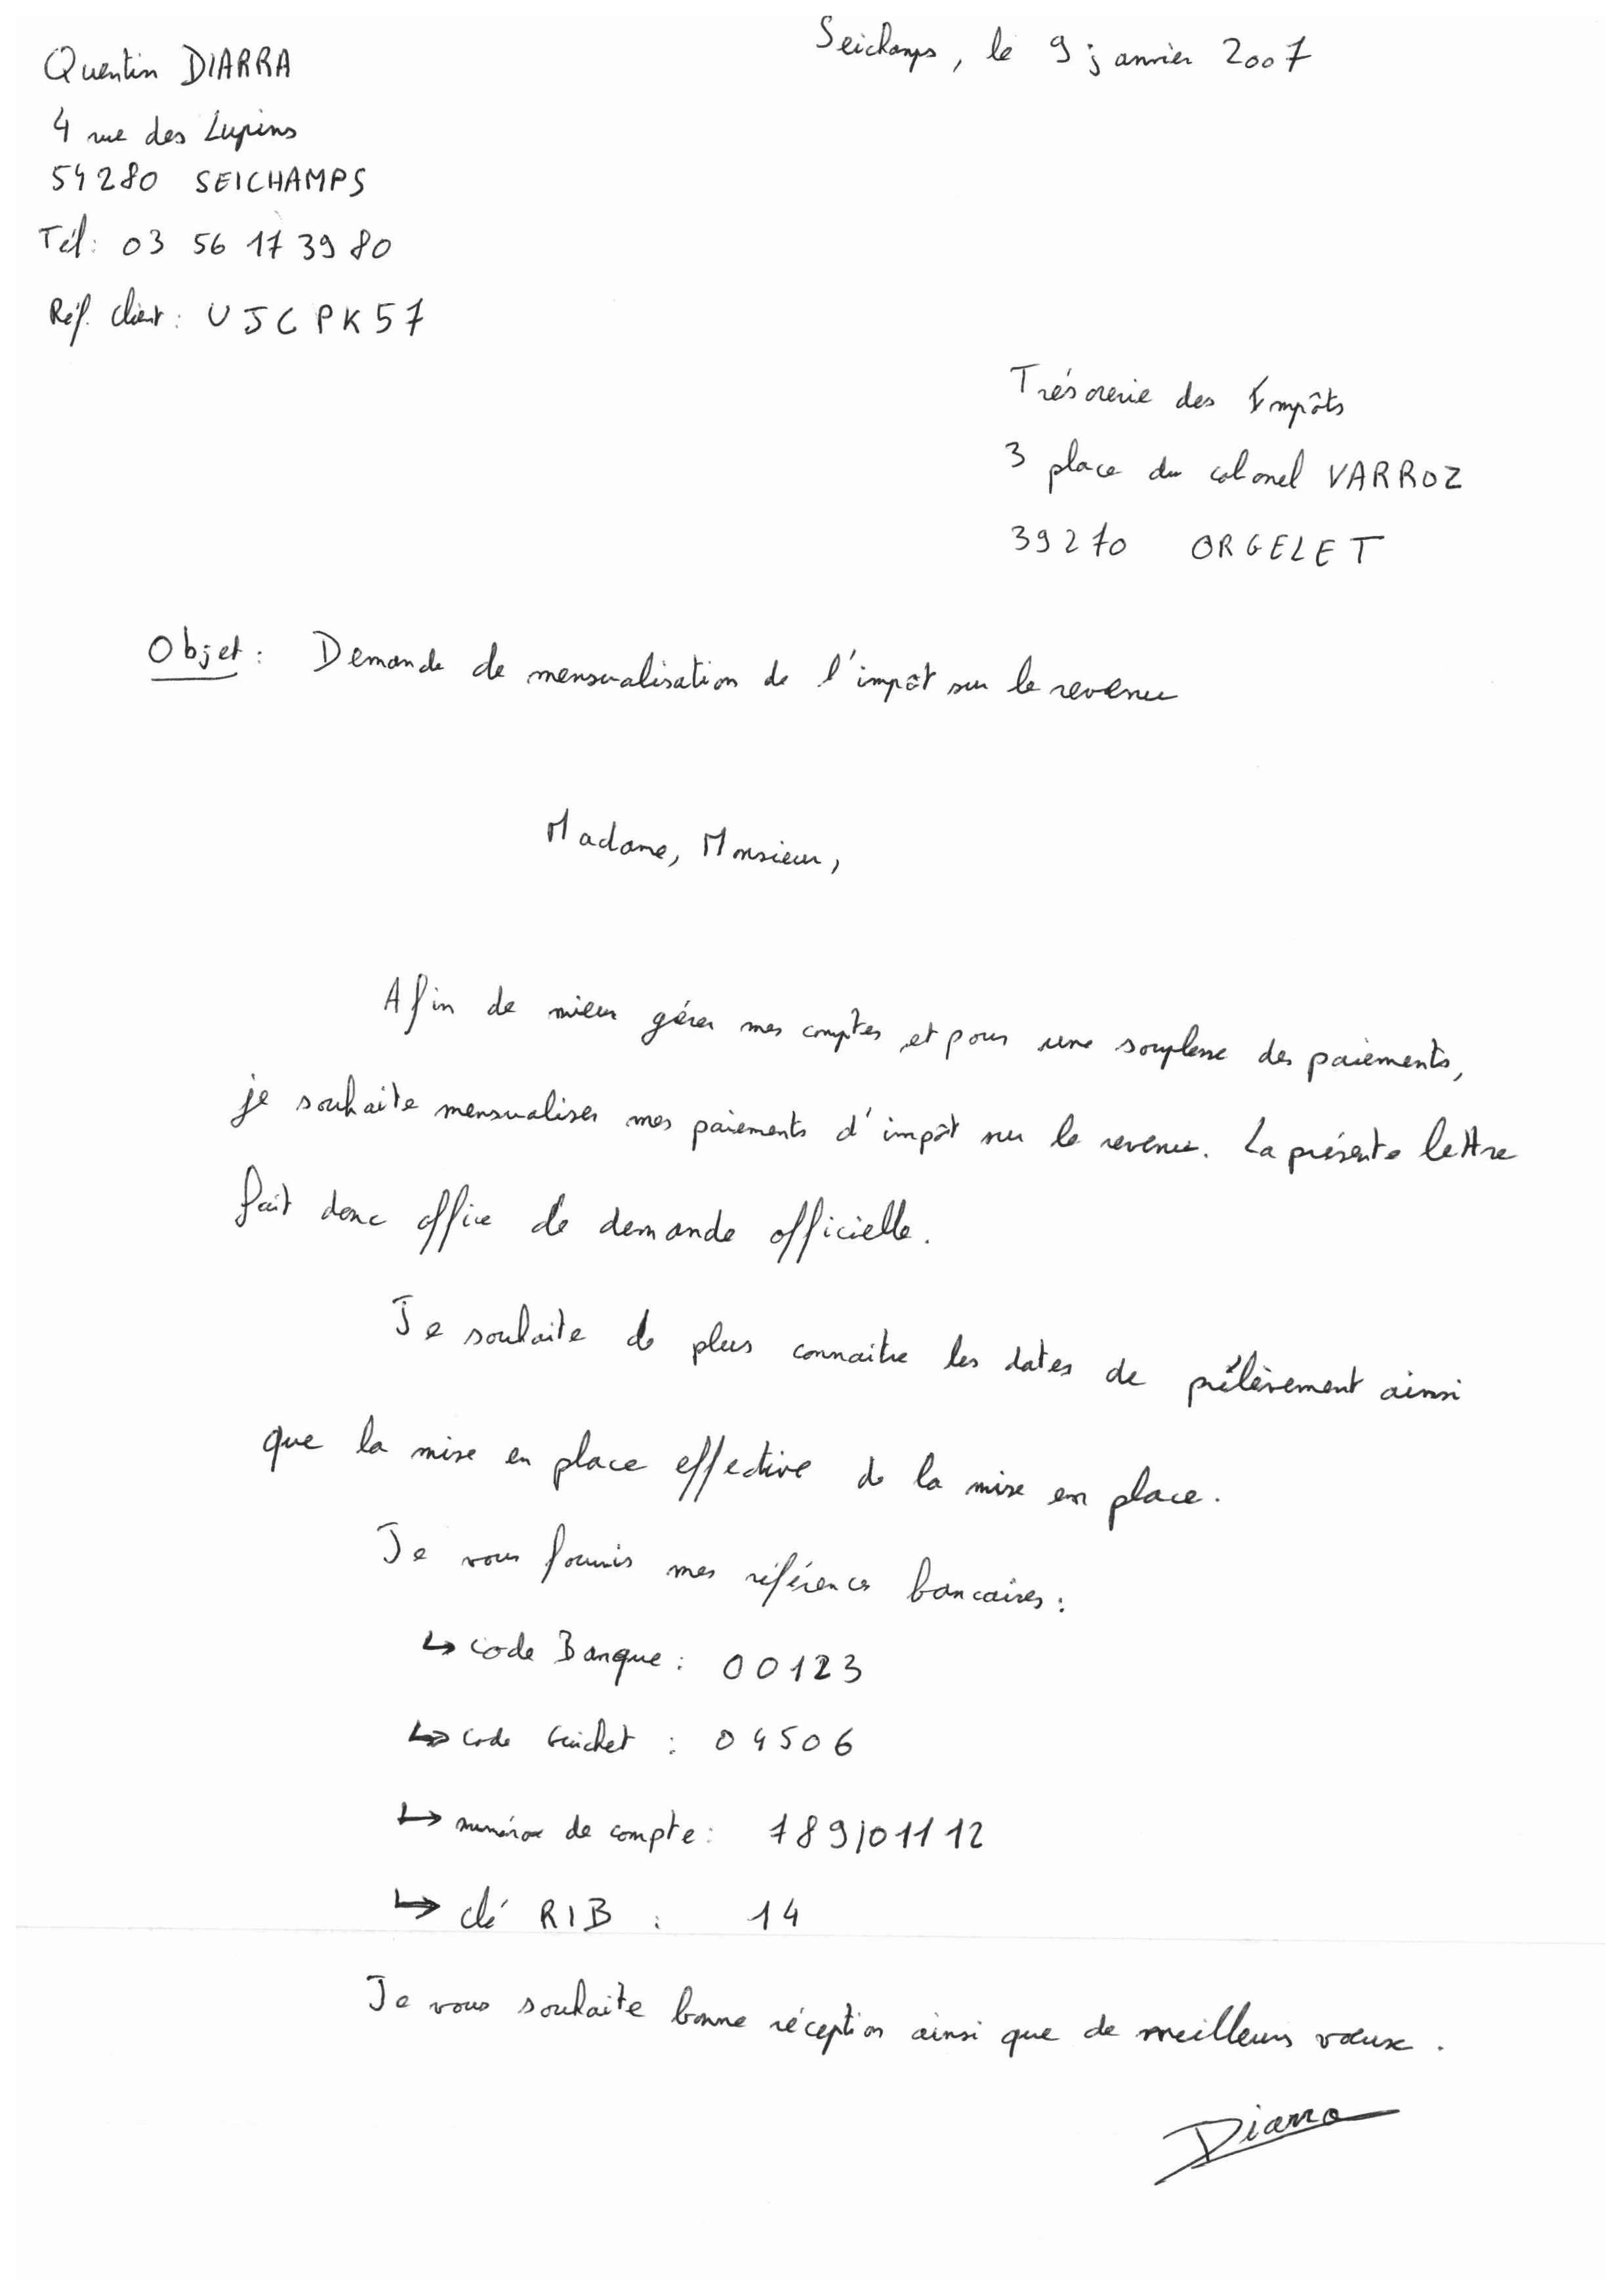 Quentin DIARRA
4 rue des Lupins
54280 SEICHAMPS
Tél: 03 56 17 39 80
Réf. client: UJCPK57
Seichamps, le 9 janvier 2007
Trésorerie des Impôts
3 place du colonel VARROZ
39270 ORGELET
Objet: Demande de mensualisation de l'impôt sur le revenu
Madame, Monsieur,
Afin de mieux gérer mes comptes et pour une souplesse des paiements,
je souhaite mensualiser mes paiements d'impôt sur le revenu. La présente lettre
fait donc office de demande officielle.
Je souhaite de plus connaitre les dates de prélèvement ainsi
que la mise en place effective de la mise en place.
Je vous fournis mes références bancaires:
↳ code Banque: 00123
↳ code Guichet : 04506
↳ numéro de compte: 789101112
↳ clé RIB : 14
Je vous souhaite bonne réception ainsi que de meilleurs vœux.
Diarra